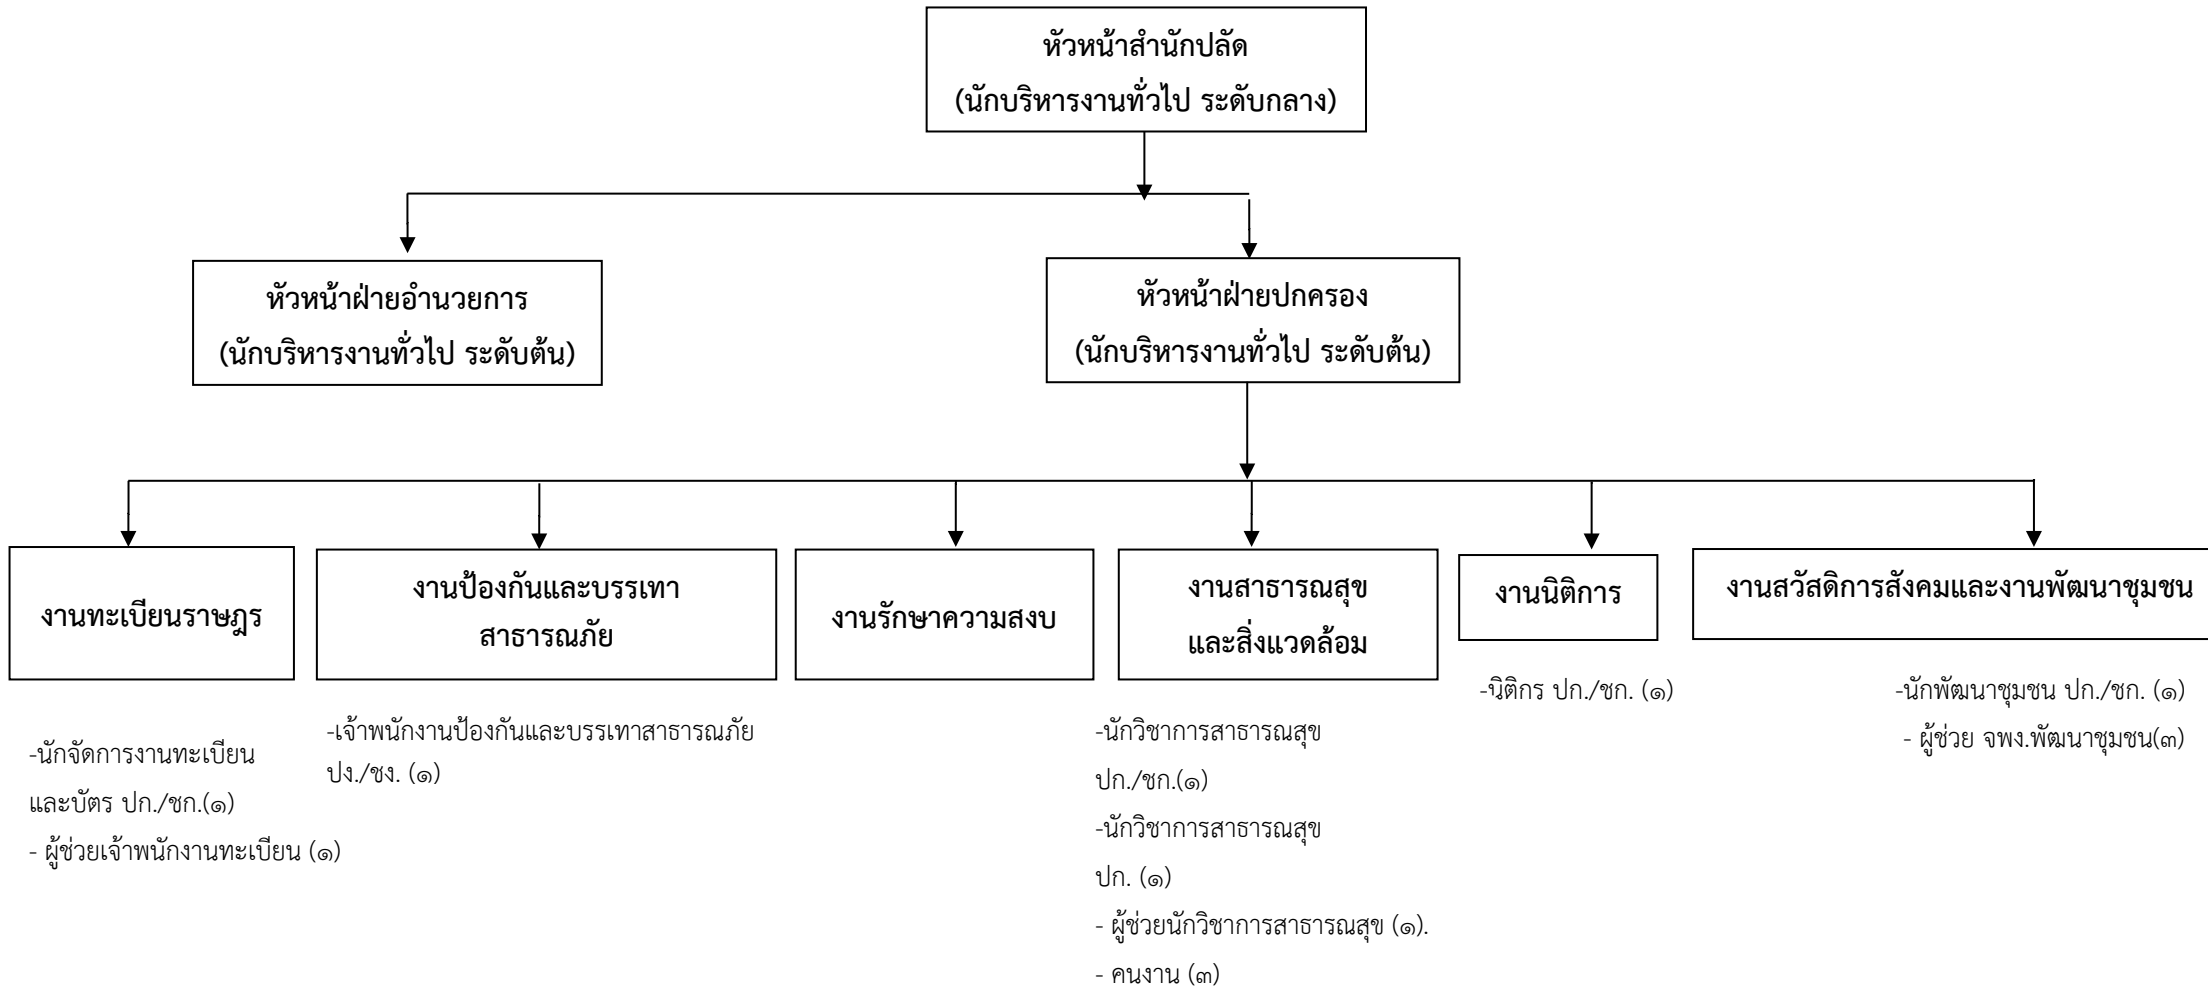 หัวหน้าสำนักปลัด
(นักบริหารงานทั่วไป ระดับกลาง)
หัวหน้าฝ่ายอำนวยการ
(นักบริหารงานทั่วไป ระดับต้น)
หัวหน้าฝ่ายปกครอง
(นักบริหารงานทั่วไป ระดับต้น)
งานทะเบียนราษฎร
งานป้องกันและบรรเทา
สาธารณภัย
งานรักษาความสงบ
งานสาธารณสุข
และสิ่งแวดล้อม
งานนิติการ
งานสวัสดิการสังคมและงานพัฒนาชุมชน
-นักจัดการงานทะเบียน
และบัตร ปก./ชก.(๑)
- ผู้ช่วยเจ้าพนักงานทะเบียน (๑)
-เจ้าพนักงานป้องกันและบรรเทาสาธารณภัย
ปง./ชง. (๑)
-นักวิชาการสาธารณสุข
ปก./ชก.(๑)
-นักวิชาการสาธารณสุข
ปก. (๑)
- ผู้ช่วยนักวิชาการสาธารณสุข (๑).
- คนงาน (๓)
-นิติกร ปก./ชก. (๑)
-นักพัฒนาชุมชน ปก./ชก. (๑)
- ผู้ช่วย จพง.พัฒนาชุมชน(๓)